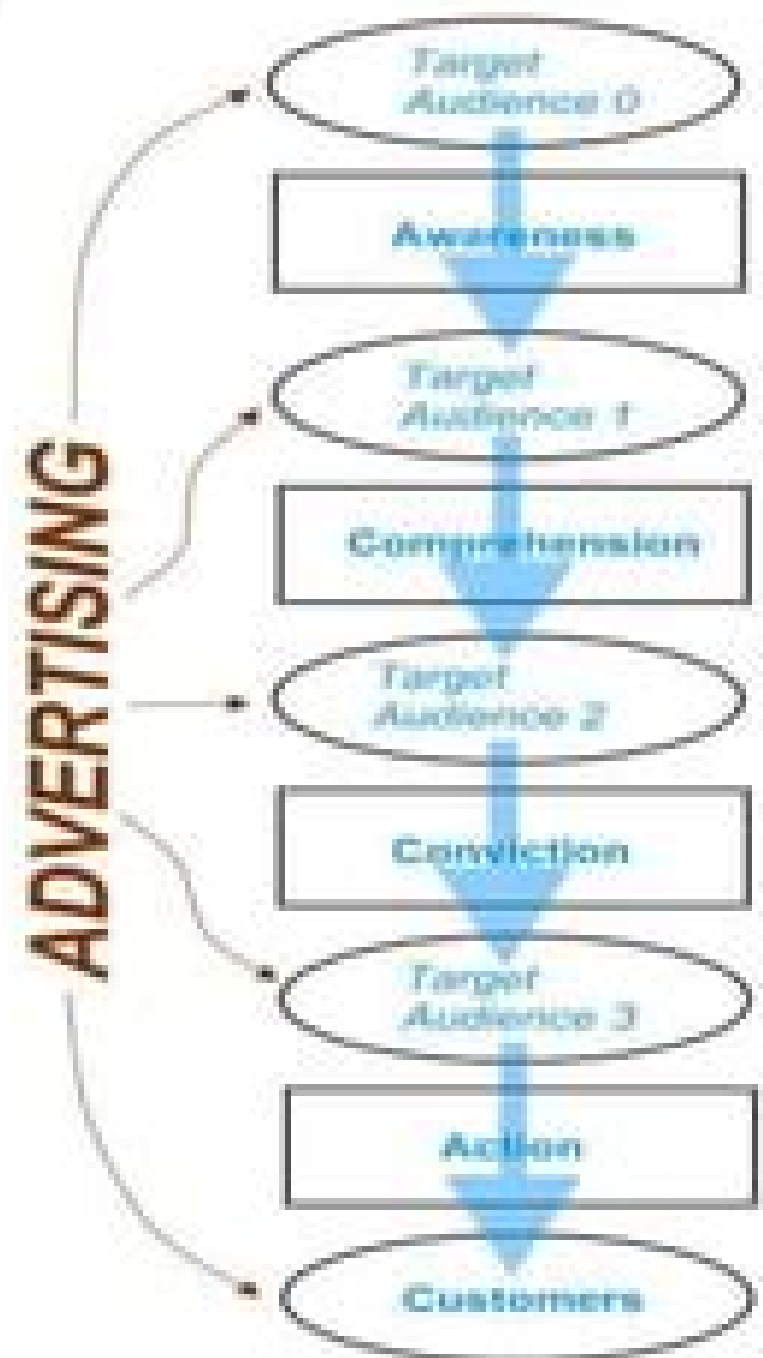 ADVERTISING
Target
Audience 0
Awareness
Target
Audience 1
Comprehension
Target
Audience 2
Conviction
Target
Audience 3
Action
Customers